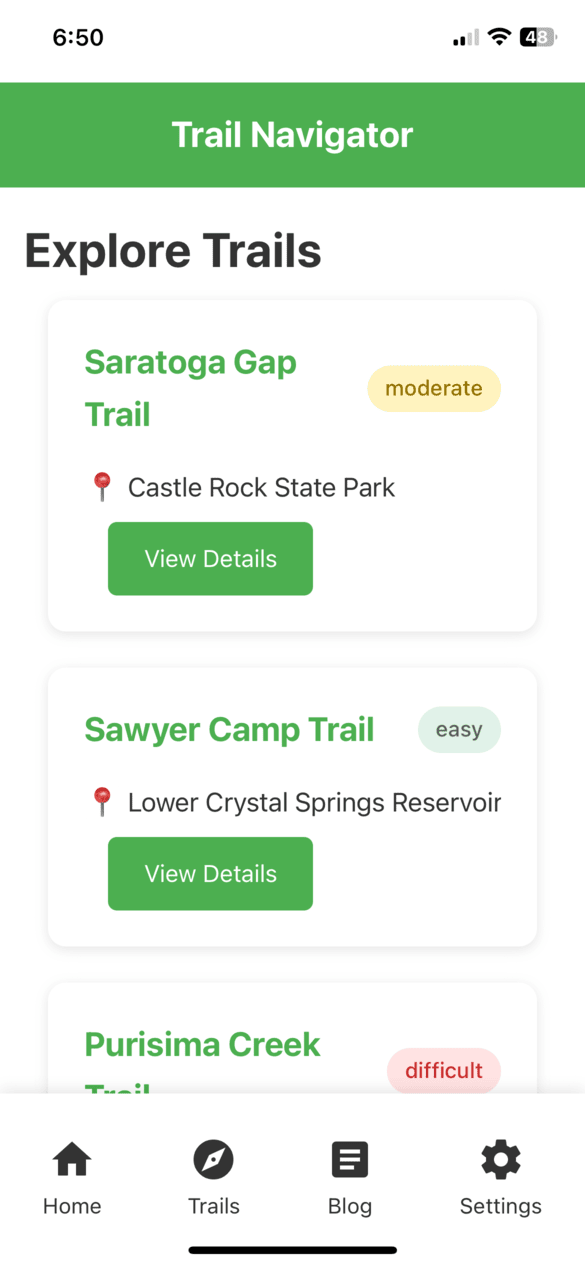 6:50
48
Trail Navigator
Explore Trails
Saratoga Gap
Trail
moderate
Castle Rock State Park
View Details
Sawyer Camp Trail
easy
Lower Crystal Springs Reservoir
View Details
Purisima Creek
Trail
difficult
Home
Trails
Blog
Settings